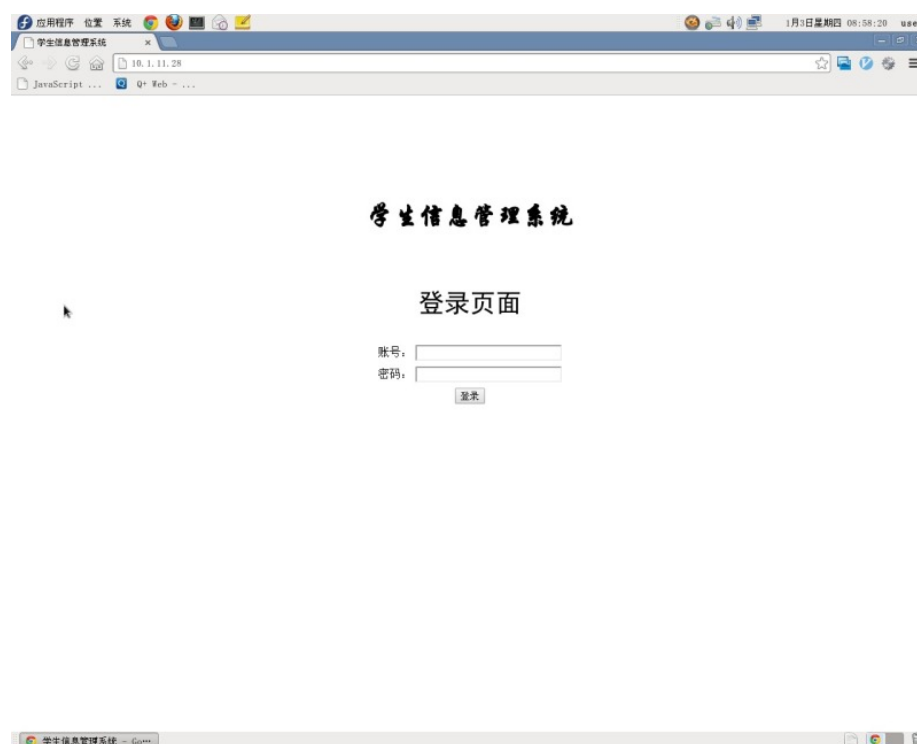 应用程序 位置 系统 1月3日星期四 08:58:20 use
学生信息管理系统 ×
10.1.11.28
JavaScript ... Q+ Web - ...
学生信息管理系统
登录页面
账号：
密码：
登录
学生信息管理系统 - Go…